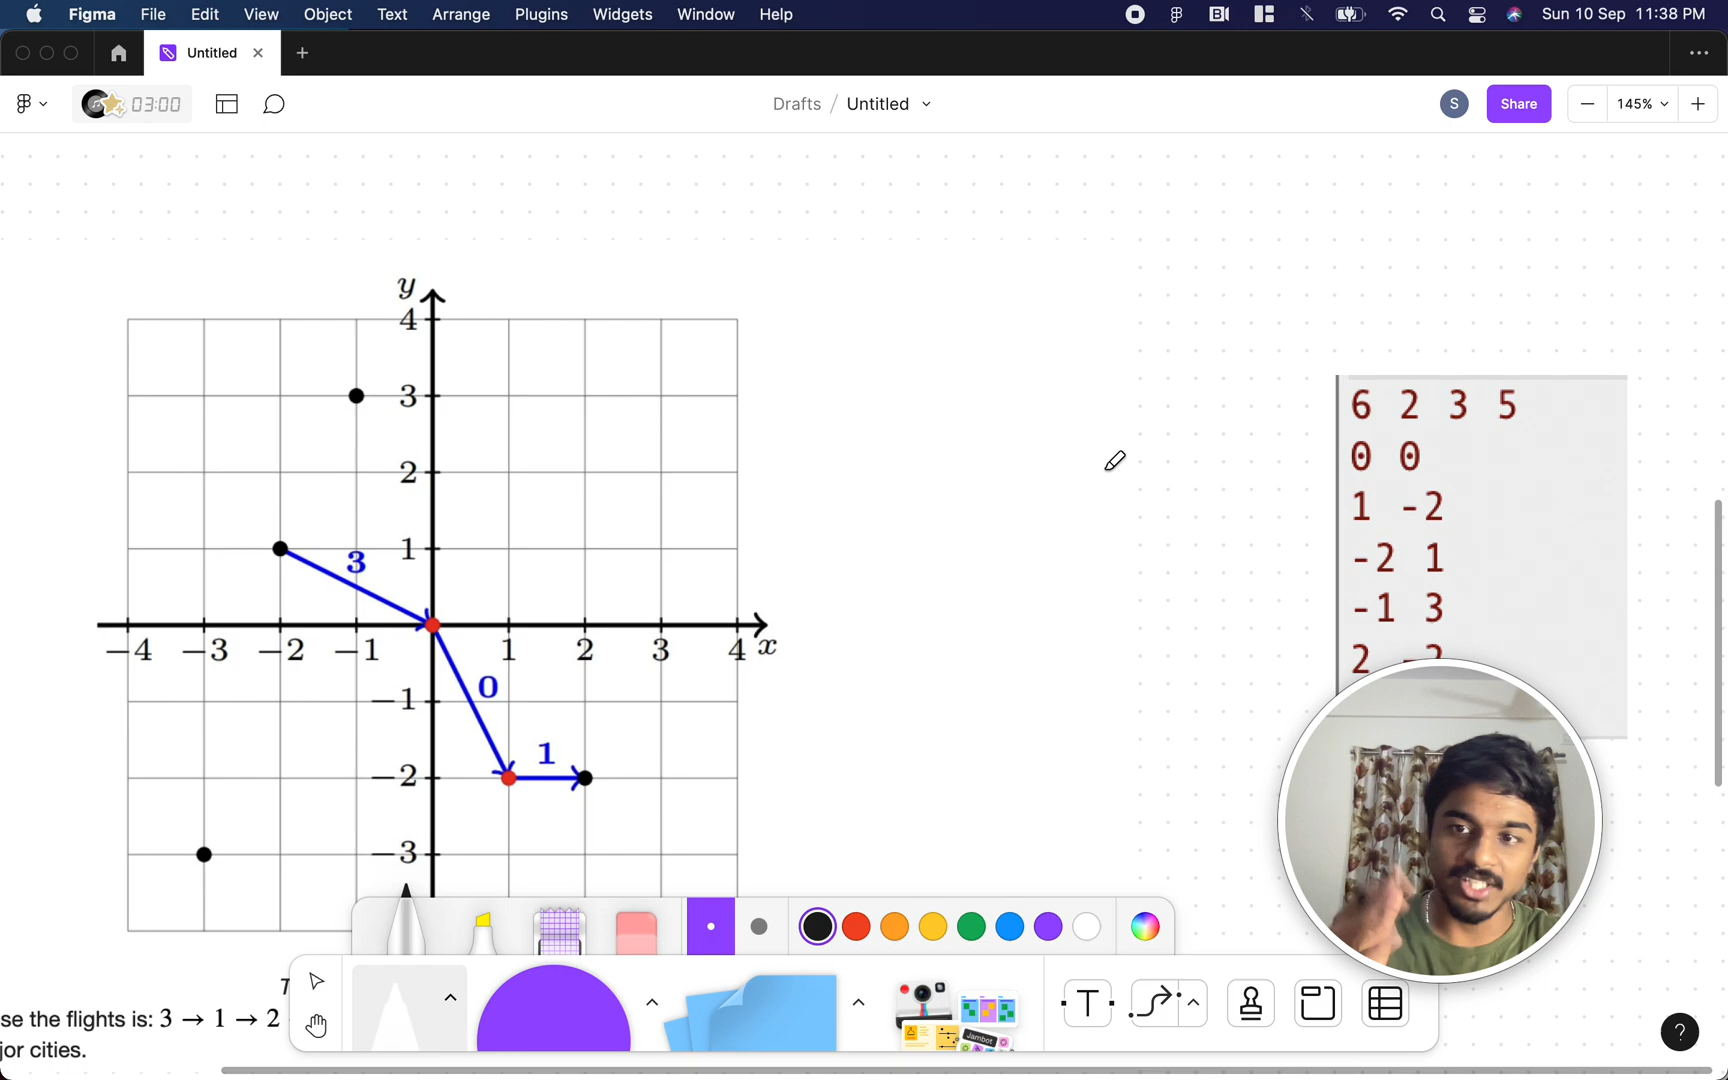 Figma File Edit View Object Text Arrange Plugins Widgets Window Help Sun 10 Sep 11:38 PM
Untitled
03:00 Drafts / Untitled S Share 145%
y
4
3
2
1
−4 −3 −2 −1 1 2 3 4 x
−1
−2
−3
3
0
1
6 2 3 5
0 0
1 -2
-2 1
-1 3
2 -2
se the flights is: 3 → 1 → 2
jor cities.
T
Jambot
?